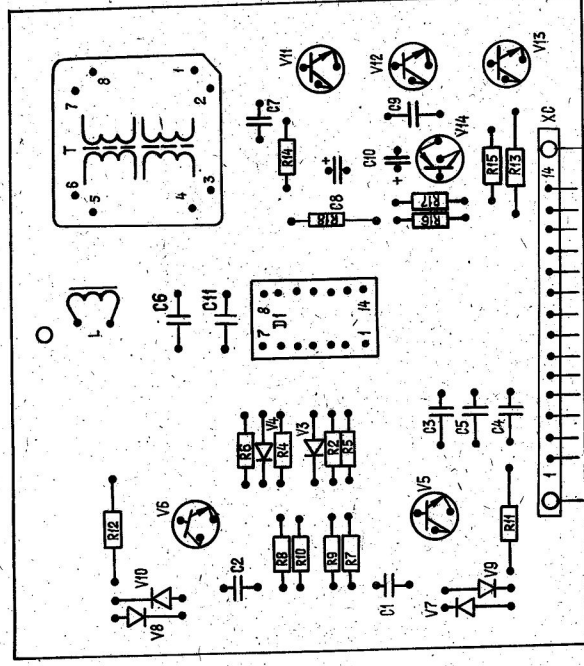 V11
V12
V13
7
8
1
2
T
6
5
4
3
C7
R14
C9
C10
+
V14
+
C8
R18
R17
R16
R15
R13
XC
14
L
C6
C11
7
8
D1
1
14
R6
V4
R4
V3
R2
R5
C3
C5
C4
1
R12
V6
V5
R11
V10
V8
C2
R8
R10
R9
R7
C1
V7
V9